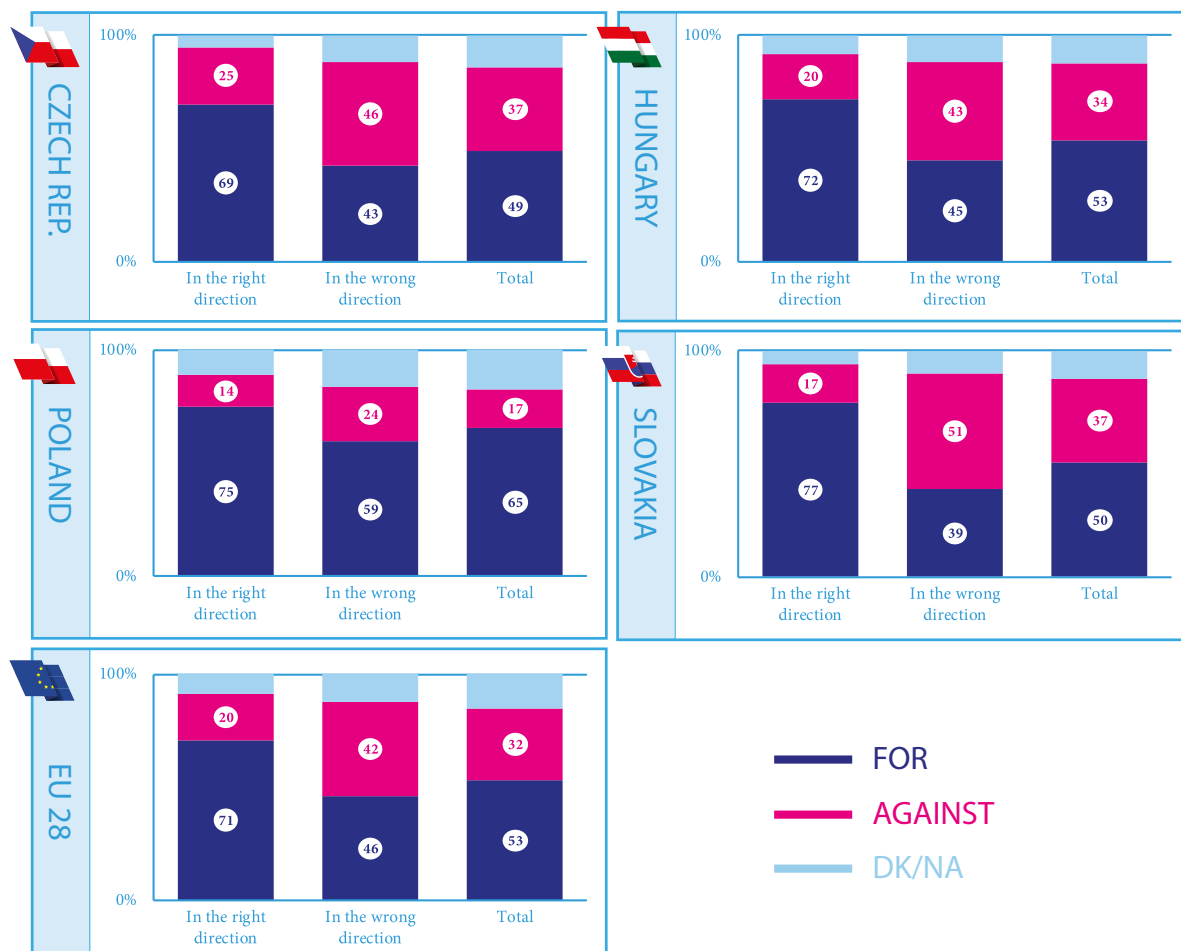 CZECH REP.
100%
25
69
46
43
37
49
0%
In the right
direction
In the wrong
direction
Total
HUNGARY
100%
20
72
43
45
34
53
0%
In the right
direction
In the wrong
direction
Total
POLAND
100%
14
75
24
59
17
65
0%
In the right
direction
In the wrong
direction
Total
SLOVAKIA
100%
17
77
51
39
37
50
0%
In the right
direction
In the wrong
direction
Total
EU 28
100%
20
71
42
46
32
53
0%
In the right
direction
In the wrong
direction
Total
FOR
AGAINST
DK/NA